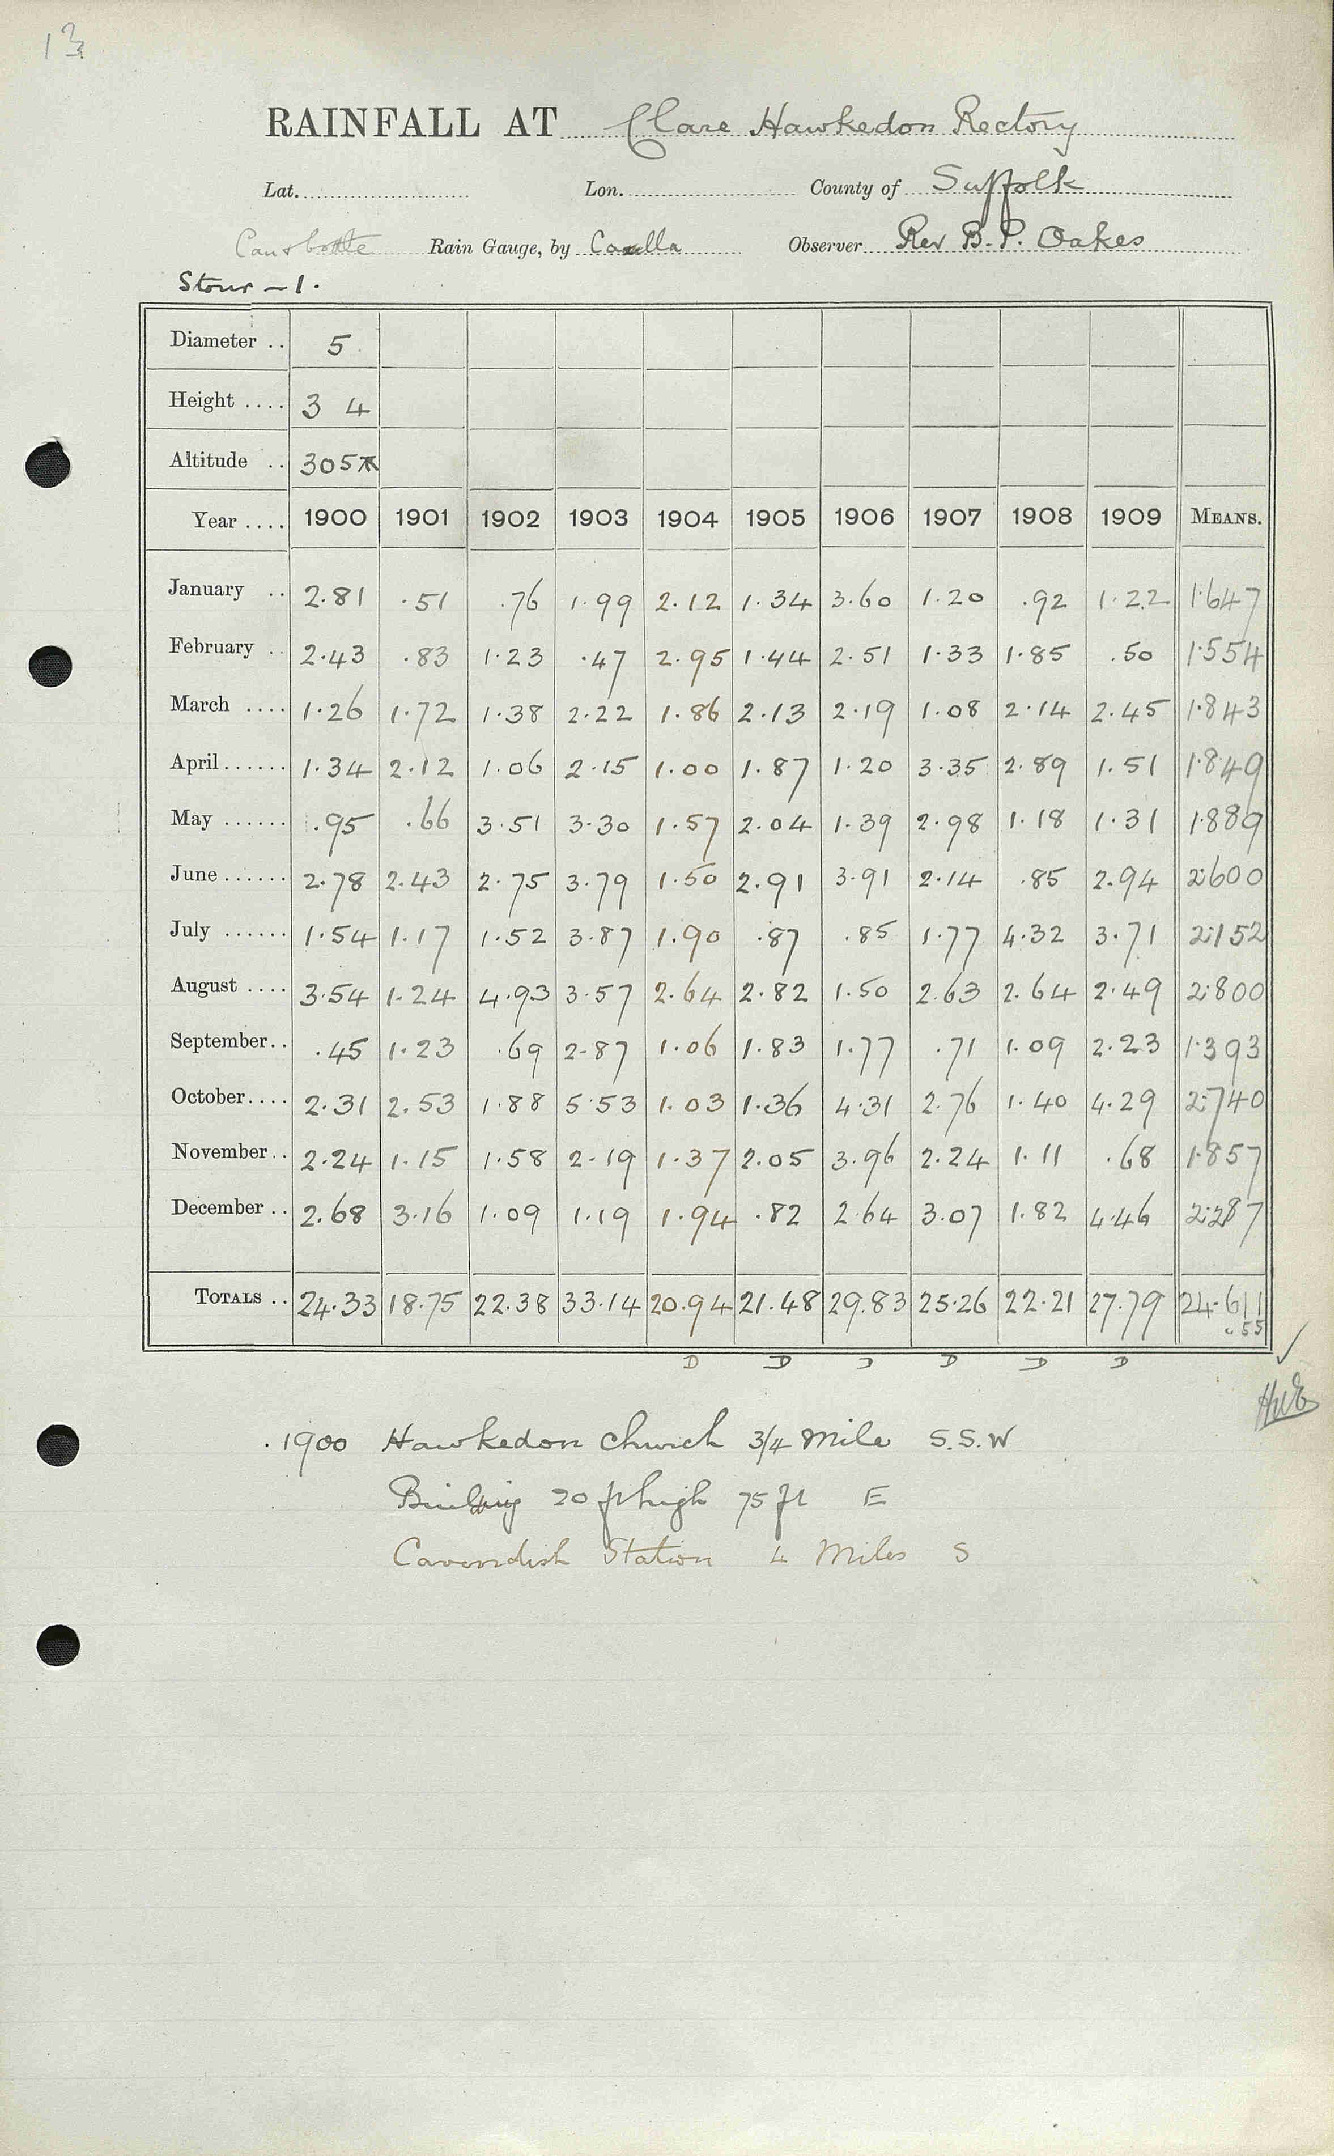 13
RAINFALL AT Clare Hawkedon Rectory
Lat. Lon. County of Suffolk
Rain Gauge, by Casella Observer Rev B. P. Oakes
Stour - 1.
Diameter .. 5
Height .... 3 4
Altitude .. 305
Year .... 1900 1901 1902 1903 1904 1905 1906 1907 1908 1909 MEANS.
January .. 2.81 .51 .76 1.99 2.12 1.34 3.60 1.20 .92 1.22 1.647
February .. 2.43 .83 1.23 .47 2.95 1.44 2.51 1.33 1.85 .50 1.554
March .... 1.26 1.72 1.38 2.22 1.86 2.13 2.19 1.08 2.14 2.45 1.843
April...... 1.34 2.12 1.06 2.15 1.00 1.87 1.20 3.35 2.89 1.51 1.849
May ...... .95 .66 3.51 3.30 1.57 2.04 1.39 2.98 1.18 1.31 1.889
June ...... 2.78 2.43 2.75 3.79 1.50 2.91 3.91 2.14 .85 2.94 2.600
July ...... 1.54 1.17 1.52 3.87 1.90 .87 .85 1.77 4.32 3.71 2.152
August .... 3.54 1.24 4.93 3.57 2.64 2.82 1.50 2.63 2.64 2.49 2.800
September.. .45 1.23 .69 2.87 1.06 1.83 1.77 .71 1.09 2.23 1.393
October.... 2.31 2.53 1.88 5.53 1.03 1.36 4.31 2.76 1.40 4.29 2.740
November.. 2.24 1.15 1.58 2.19 1.37 2.05 3.96 2.24 1.11 .68 1.857
December .. 2.68 3.16 1.09 1.19 1.94 .82 2.64 3.07 1.82 4.46 2.287
TOTALS .. 24.33 18.75 22.38 33.14 20.94 21.48 29.83 25.26 22.21 27.79 24.611
.55
D D D D D D
1900 Hawkedon Church 3/4 Mile S.S.W
Building 20 ft high 75 ft E
Cavendish Station 4 Miles S